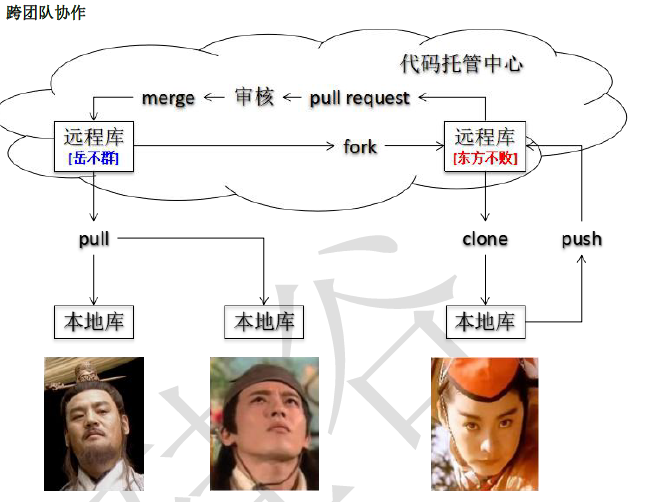 跨团队协作
代码托管中心
merge
审核
pull request
远程库
[岳不群]
fork
远程库
[东方不败]
pull
clone
push
本地库
本地库
本地库